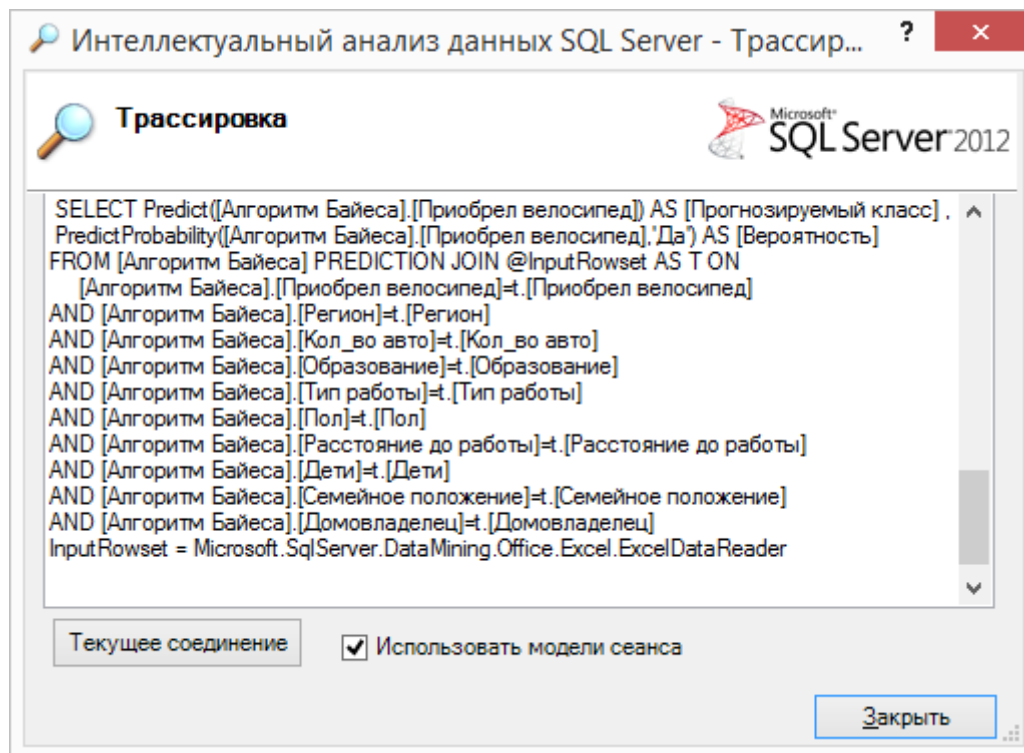 Интеллектуальный анализ данных SQL Server - Трассир... ? ×
Трассировка
Microsoft®
SQL Server 2012
SELECT Predict([Алгоритм Байеса].[Приобрел велосипед]) AS [Прогнозируемый класс] ,
PredictProbability([Алгоритм Байеса].[Приобрел велосипед],'Да') AS [Вероятность]
FROM [Алгоритм Байеса] PREDICTION JOIN @InputRowset AS T ON
[Алгоритм Байеса].[Приобрел велосипед]=t.[Приобрел велосипед]
AND [Алгоритм Байеса].[Регион]=t.[Регион]
AND [Алгоритм Байеса].[Кол_во авто]=t.[Кол_во авто]
AND [Алгоритм Байеса].[Образование]=t.[Образование]
AND [Алгоритм Байеса].[Тип работы]=t.[Тип работы]
AND [Алгоритм Байеса].[Пол]=t.[Пол]
AND [Алгоритм Байеса].[Расстояние до работы]=t.[Расстояние до работы]
AND [Алгоритм Байеса].[Дети]=t.[Дети]
AND [Алгоритм Байеса].[Семейное положение]=t.[Семейное положение]
AND [Алгоритм Байеса].[Домовладелец]=t.[Домовладелец]
InputRowset = Microsoft.SqlServer.DataMining.Office.Excel.ExcelDataReader
Текущее соединение
Использовать модели сеанса
Закрыть